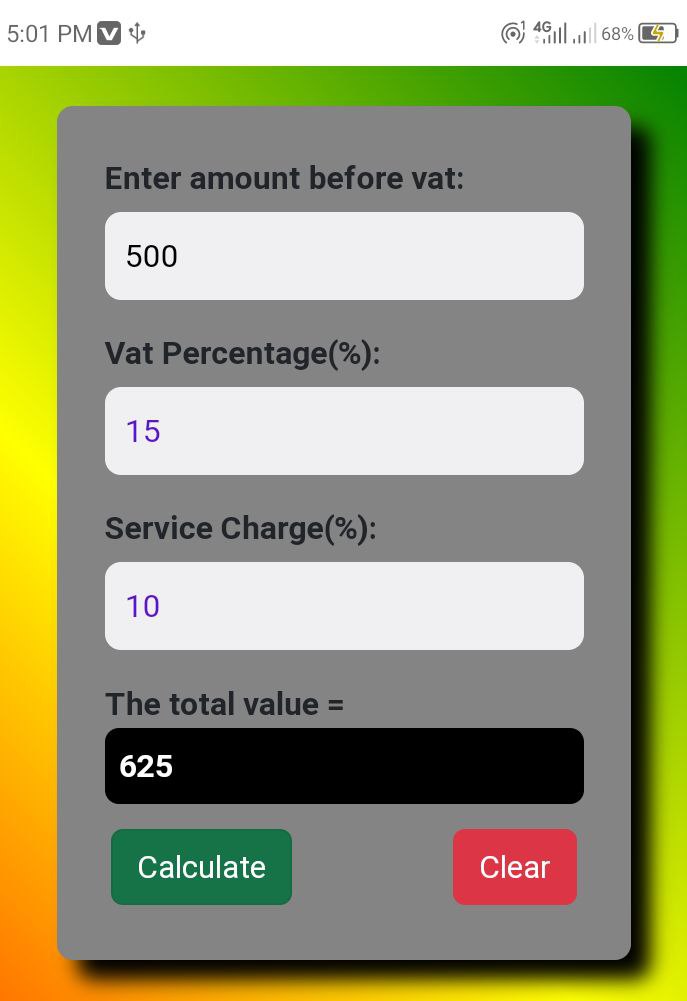 5:01 PM
4G
68%
Enter amount before vat:
500
Vat Percentage(%):
15
Service Charge(%):
10
The total value =
625
Calculate
Clear